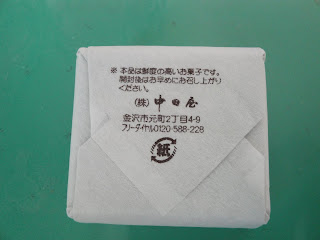 ※ 本品は鮮度の高いお菓子です。
開封後はお早めにお召し上がり
ください。
(株) 中田屋
金沢市元町2丁目4-9
フリーダイヤル0120-588-228
紙